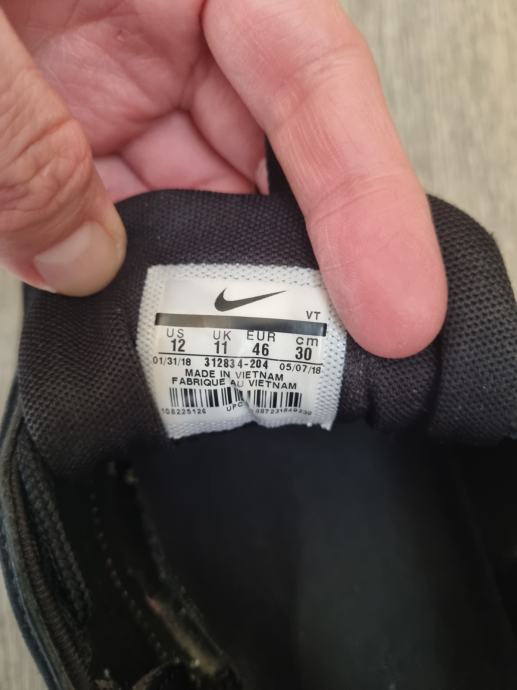 VT
US UK EUR cm
12 11 46 30
01/31/18 312834-204 05/07/18
MADE IN VIETNAM
FABRIQUE AU VIETNAM
UPC